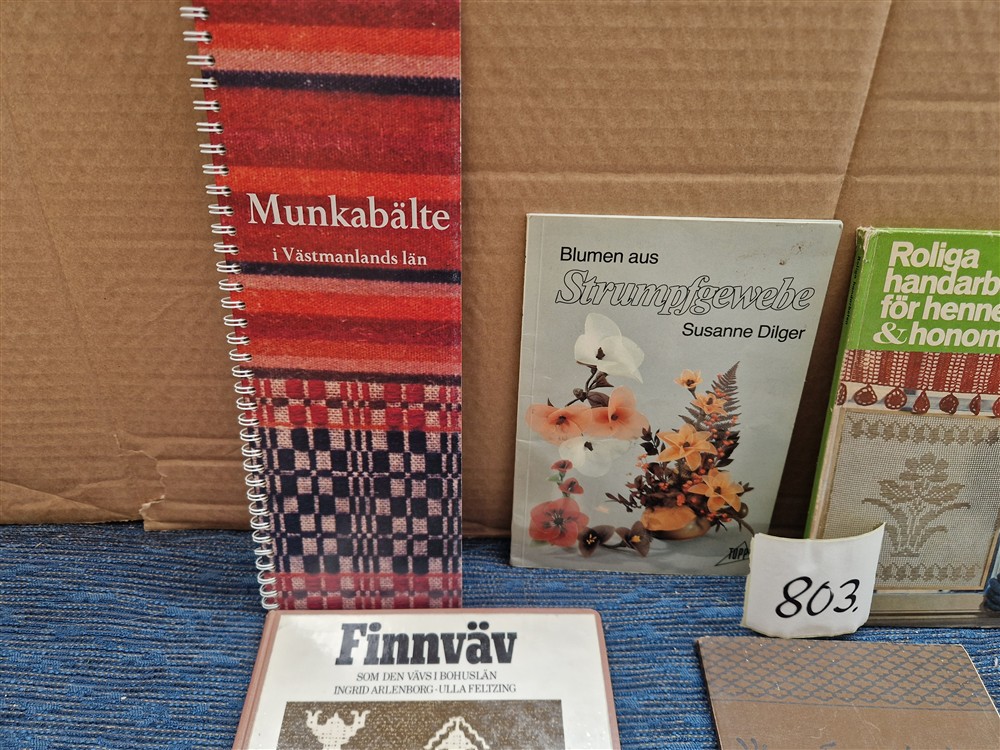 Munkabälte
i Västmanlands län
Blumen aus
Strumpfgewebe
Susanne Dilger
Roliga
handarb
för henne
& honom
803.
Finnväv
SOM DEN VÄVS I BOHUSLÄN
INGRID ARLENBORG · ULLA FELTZING